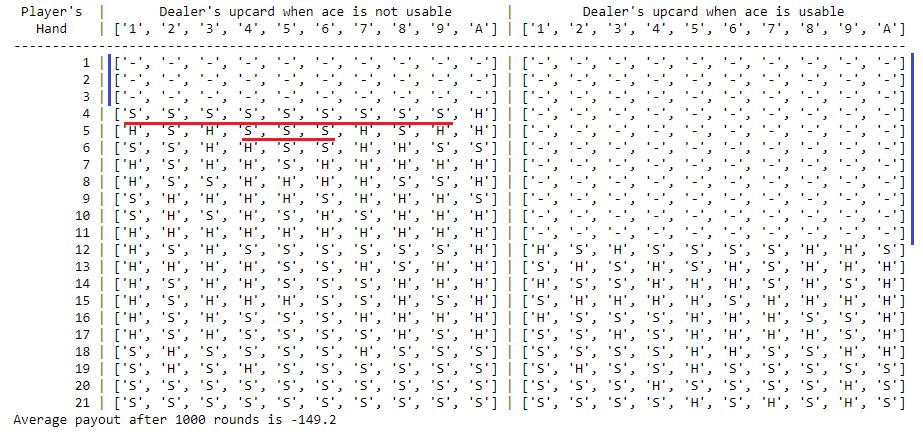 Player's | Dealer's upcard when ace is not usable | Dealer's upcard when ace is usable
Hand | ['1', '2', '3', '4', '5', '6', '7', '8', '9', 'A'] | ['1', '2', '3', '4', '5', '6', '7', '8', '9', 'A']
----------------------------------------------------------------------------------------------------------------------
1 | ['-', '-', '-', '-', '-', '-', '-', '-', '-', '-'] | ['-', '-', '-', '-', '-', '-', '-', '-', '-', '-']
2 | ['-', '-', '-', '-', '-', '-', '-', '-', '-', '-'] | ['-', '-', '-', '-', '-', '-', '-', '-', '-', '-']
3 | ['-', '-', '-', '-', '-', '-', '-', '-', '-', '-'] | ['-', '-', '-', '-', '-', '-', '-', '-', '-', '-']
4 | ['S', 'S', 'S', 'S', 'S', 'S', 'S', 'S', 'S', 'H'] | ['-', '-', '-', '-', '-', '-', '-', '-', '-', '-']
5 | ['H', 'S', 'H', 'S', 'S', 'S', 'H', 'S', 'H', 'H'] | ['-', '-', '-', '-', '-', '-', '-', '-', '-', '-']
6 | ['S', 'S', 'H', 'H', 'S', 'S', 'H', 'H', 'S', 'S'] | ['-', '-', '-', '-', '-', '-', '-', '-', '-', '-']
7 | ['H', 'S', 'H', 'H', 'S', 'H', 'H', 'H', 'H', 'H'] | ['-', '-', '-', '-', '-', '-', '-', '-', '-', '-']
8 | ['H', 'S', 'S', 'H', 'H', 'H', 'H', 'S', 'S', 'H'] | ['-', '-', '-', '-', '-', '-', '-', '-', '-', '-']
9 | ['S', 'H', 'H', 'H', 'H', 'S', 'H', 'H', 'H', 'S'] | ['-', '-', '-', '-', '-', '-', '-', '-', '-', '-']
10 | ['S', 'H', 'S', 'H', 'S', 'H', 'S', 'H', 'H', 'H'] | ['-', '-', '-', '-', '-', '-', '-', '-', '-', '-']
11 | ['H', 'H', 'H', 'H', 'H', 'H', 'H', 'H', 'H', 'H'] | ['-', '-', '-', '-', '-', '-', '-', '-', '-', '-']
12 | ['H', 'S', 'H', 'S', 'S', 'S', 'S', 'S', 'S', 'H'] | ['H', 'S', 'H', 'S', 'S', 'S', 'S', 'H', 'H', 'S']
13 | ['H', 'H', 'H', 'H', 'S', 'S', 'H', 'S', 'H', 'H'] | ['S', 'H', 'S', 'H', 'S', 'H', 'S', 'H', 'H', 'H']
14 | ['H', 'S', 'S', 'H', 'S', 'S', 'S', 'H', 'H', 'H'] | ['H', 'S', 'S', 'H', 'H', 'S', 'S', 'H', 'S', 'H']
15 | ['H', 'S', 'H', 'H', 'H', 'S', 'S', 'H', 'H', 'H'] | ['S', 'H', 'H', 'H', 'H', 'S', 'H', 'H', 'H', 'H']
16 | ['H', 'S', 'H', 'S', 'S', 'S', 'H', 'H', 'S', 'H'] | ['H', 'S', 'S', 'S', 'H', 'H', 'H', 'S', 'S', 'H']
17 | ['H', 'S', 'H', 'S', 'S', 'S', 'S', 'H', 'S', 'H'] | ['S', 'S', 'H', 'S', 'H', 'H', 'S', 'H', 'H', 'H']
18 | ['S', 'H', 'S', 'S', 'S', 'S', 'H', 'S', 'S', 'S'] | ['S', 'S', 'S', 'S', 'H', 'H', 'S', 'S', 'H', 'H']
19 | ['S', 'H', 'S', 'H', 'S', 'S', 'S', 'S', 'S', 'S'] | ['S', 'H', 'S', 'S', 'H', 'S', 'S', 'S', 'S', 'S']
20 | ['S', 'S', 'S', 'S', 'S', 'S', 'S', 'S', 'S', 'S'] | ['S', 'S', 'S', 'H', 'S', 'S', 'S', 'S', 'H', 'S']
21 | ['S', 'S', 'S', 'S', 'S', 'S', 'S', 'S', 'S', 'S'] | ['S', 'S', 'S', 'S', 'H', 'S', 'H', 'S', 'H', 'S']
Average payout after 1000 rounds is -149.2